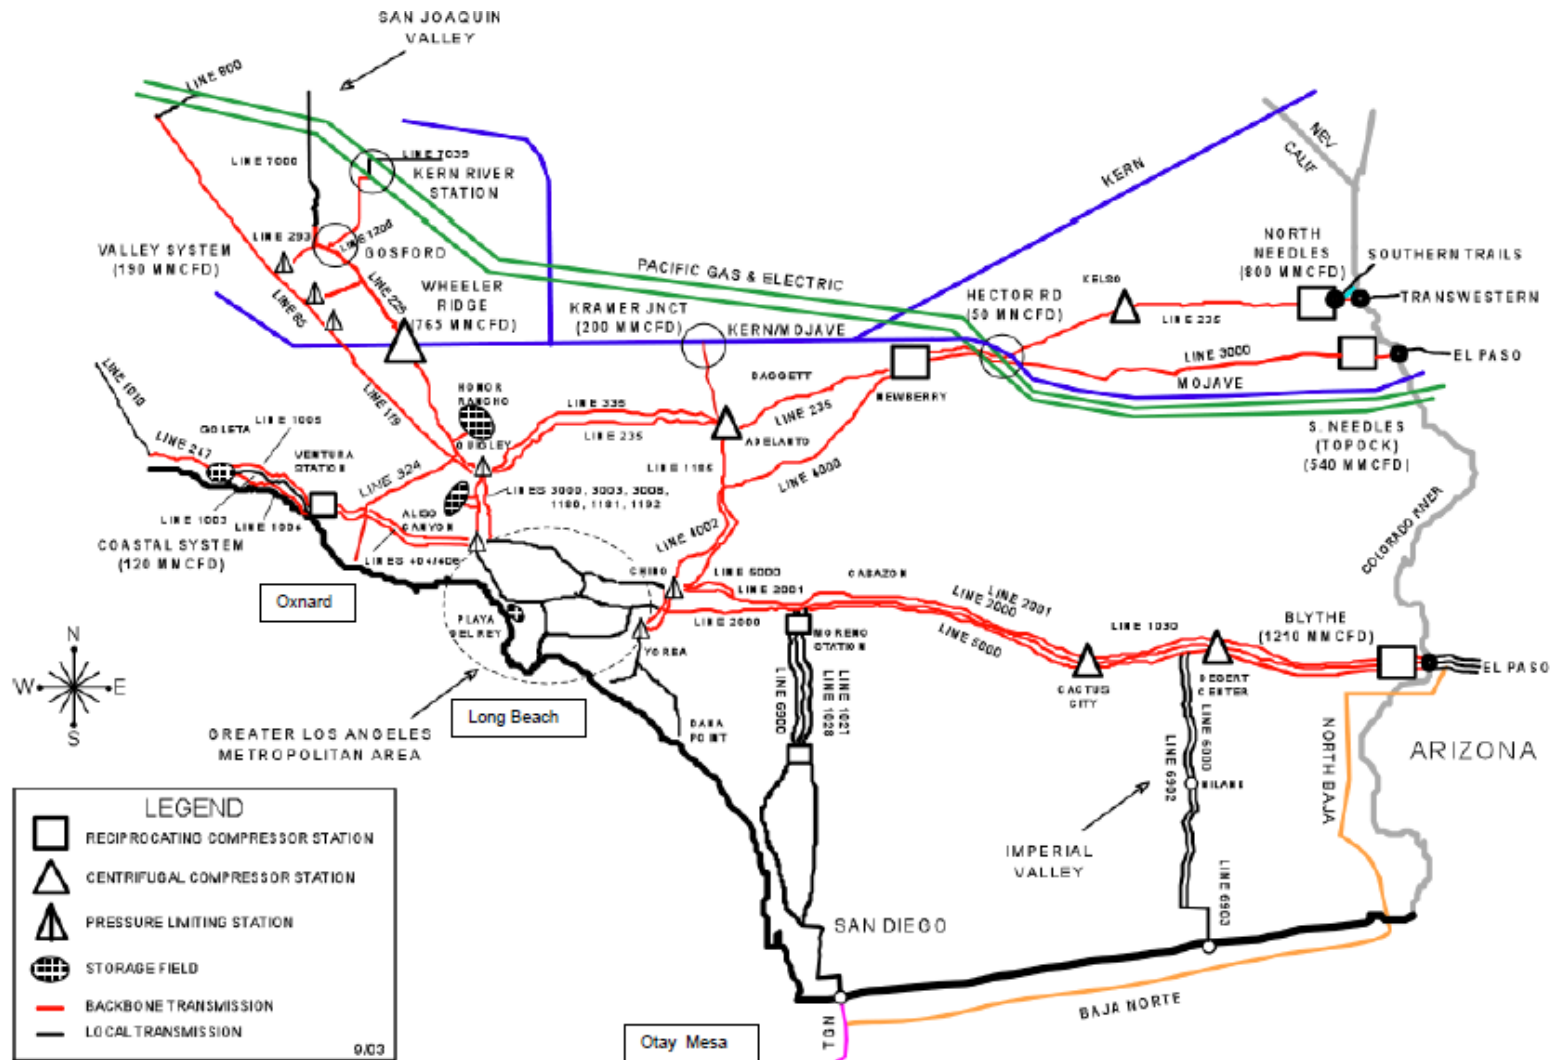 SAN JOAQUIN
VALLEY
LINE 800
LINE 7000
LINE 7039
KERN RIVER
STATION
NEV
CALIF
KERN
LINE 293
LINE 1200
GOSFORD
VALLEY SYSTEM
(190 MMCFD)
LINE 225
WHEELER
RIDGE
(765 MMCFD)
LINE 85
PACIFIC GAS & ELECTRIC
KRAMER JNCT
(200 MMCFD)
KERN/MOJAVE
HECTOR RD
(50 MMCFD)
KELSO
NORTH
NEEDLES
(800 MMCFD)
SOUTHERN TRAILS
TRANSWESTERN
LINE 235
LINE 3000
EL PASO
MOJAVE
S. NEEDLES
(TOPOCK)
(540 MMCFD)
LINE 1010
LINE 119
HONOR
RANCHO
QUIGLEY
LINE 335
LINE 235
DAGGETT
LINE 235
NEWBERRY
ADELANTO
LINE 1185
LINE 4000
LINE 4002
GOLETA
LINE 1005
LINE 247
VENTURA
STATION
LINE 324
LINES 3000, 3003, 3008,
1180, 1181, 1192
LINE 1003
LINE 1004
ALISO
CANYON
LINES 404/406
COASTAL SYSTEM
(120 MMCFD)
COLORADO RIVER
Oxnard
CHINO
LINE 5000
LINE 2001
CABAZON
LINE 2001
LINE 2000
LINE 5000
PLAYA
DEL REY
YORBA
LINE 2000
MORENO
STATION
LINE 1030
BLYTHE
(1210 MMCFD)
EL PASO
CACTUS
CITY
DESERT
CENTER
N
W
E
S
Long Beach
GREATER LOS ANGELES
METROPOLITAN AREA
DANA
POINT
LINE 6900
LINE 1027
LINE 1028
LINE 6000
LINE 6902
NILAND
NORTH BAJA
ARIZONA
IMPERIAL
VALLEY
LINE 6903
SAN DIEGO
BAJA NORTE
TGN
Otay Mesa
LEGEND
RECIPROCATING COMPRESSOR STATION
CENTRIFUGAL COMPRESSOR STATION
PRESSURE LIMITING STATION
STORAGE FIELD
BACKBONE TRANSMISSION
LOCAL TRANSMISSION
9/03